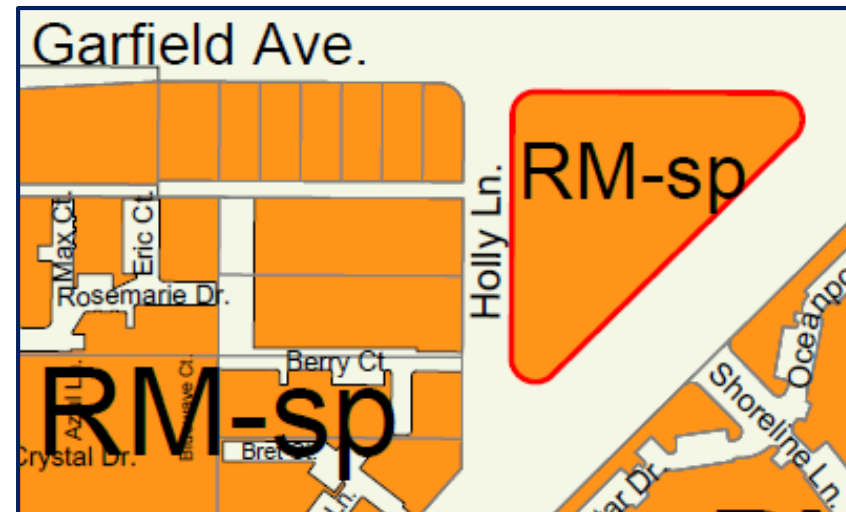 Garfield Ave.
RM-sp
Holly Ln.
Max Ct.
Eric Ct.
Rosemarie Dr.
Berry Ct
RM-sp
Crystal Dr.
Bret Ct.
Ln.
Shoreline Ln.